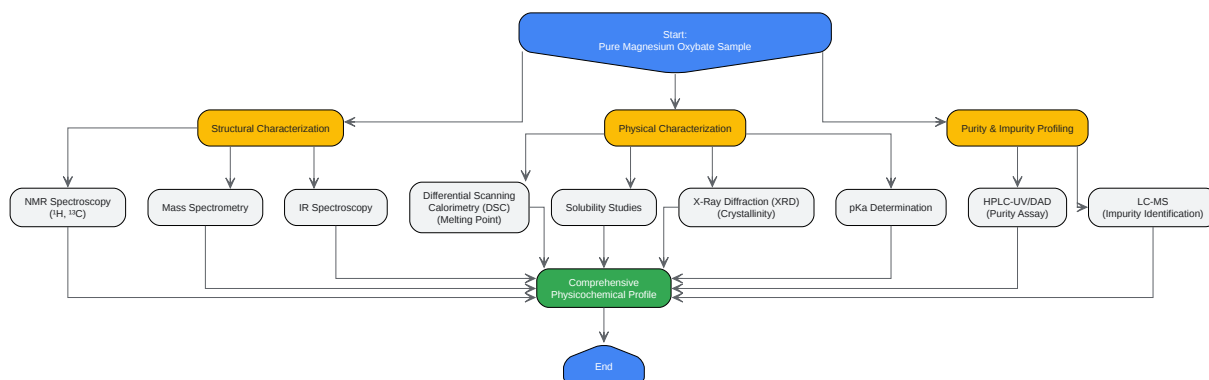 Start:
Pure Magnesium Oxybate Sample
Structural Characterization
Physical Characterization
Purity & Impurity Profiling
NMR Spectroscopy
(¹H, ¹³C)
Mass Spectrometry
IR Spectroscopy
Differential Scanning
Calorimetry (DSC)
(Melting Point)
Solubility Studies
X-Ray Diffraction (XRD)
(Crystallinity)
pKa Determination
HPLC-UV/DAD
(Purity Assay)
LC-MS
(Impurity Identification)
Comprehensive
Physicochemical Profile
End